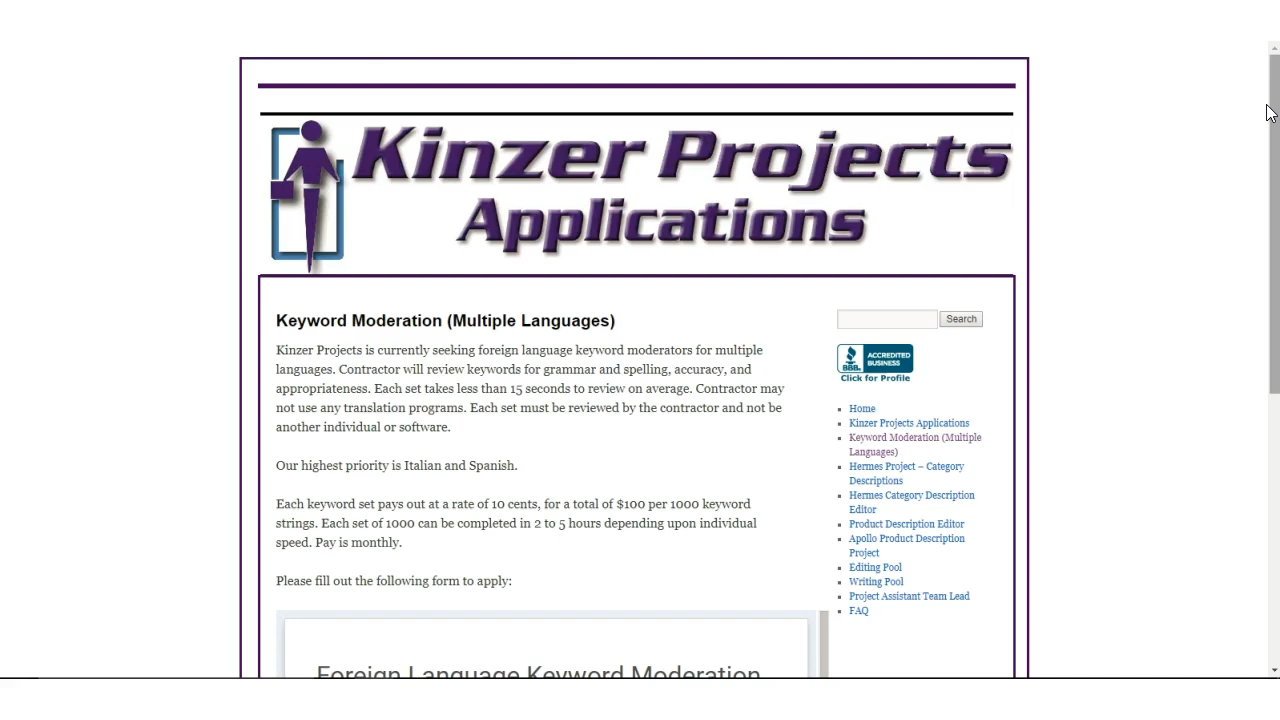 Kinzer Projects
Applications
Keyword Moderation (Multiple Languages)
Kinzer Projects is currently seeking foreign language keyword moderators for multiple
languages. Contractor will review keywords for grammar and spelling, accuracy, and
appropriateness. Each set takes less than 15 seconds to review on average. Contractor may
not use any translation programs. Each set must be reviewed by the contractor and not be
another individual or software.
Our highest priority is Italian and Spanish.
Each keyword set pays out at a rate of 10 cents, for a total of $100 per 1000 keyword
strings. Each set of 1000 can be completed in 2 to 5 hours depending upon individual
speed. Pay is monthly.
Please fill out the following form to apply:
Foreign Language Keyword Moderation
Search
BBB.
ACCREDITED
BUSINESS
Click for Profile
Home
Kinzer Projects Applications
Keyword Moderation (Multiple
Languages)
Hermes Project – Category
Descriptions
Hermes Category Description
Editor
Product Description Editor
Apollo Product Description
Project
Editing Pool
Writing Pool
Project Assistant Team Lead
FAQ